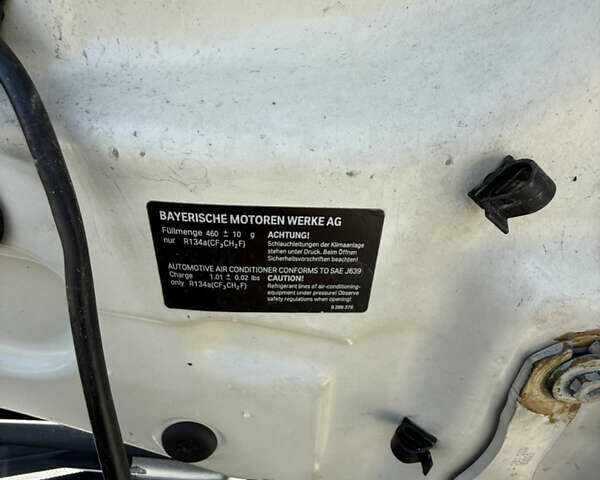 BAYERISCHE MOTOREN WERKE AG
Füllmenge 460 ± 10 g
nur R134a(CF₃CH₂F)
ACHTUNG!
Schlauchleitungen der Klimaanlage
stehen unter Druck. Beim Öffnen
Sicherheitsvorschriften beachten!
AUTOMOTIVE AIR CONDITIONER CONFORMS TO SAE J639
Charge 1.01 ± 0.02 lbs
only R134a(CF₃CH₂F)
CAUTION!
Refrigerant lines of air-conditioning-
equipment under pressure! Observe
safety regulations when opening!